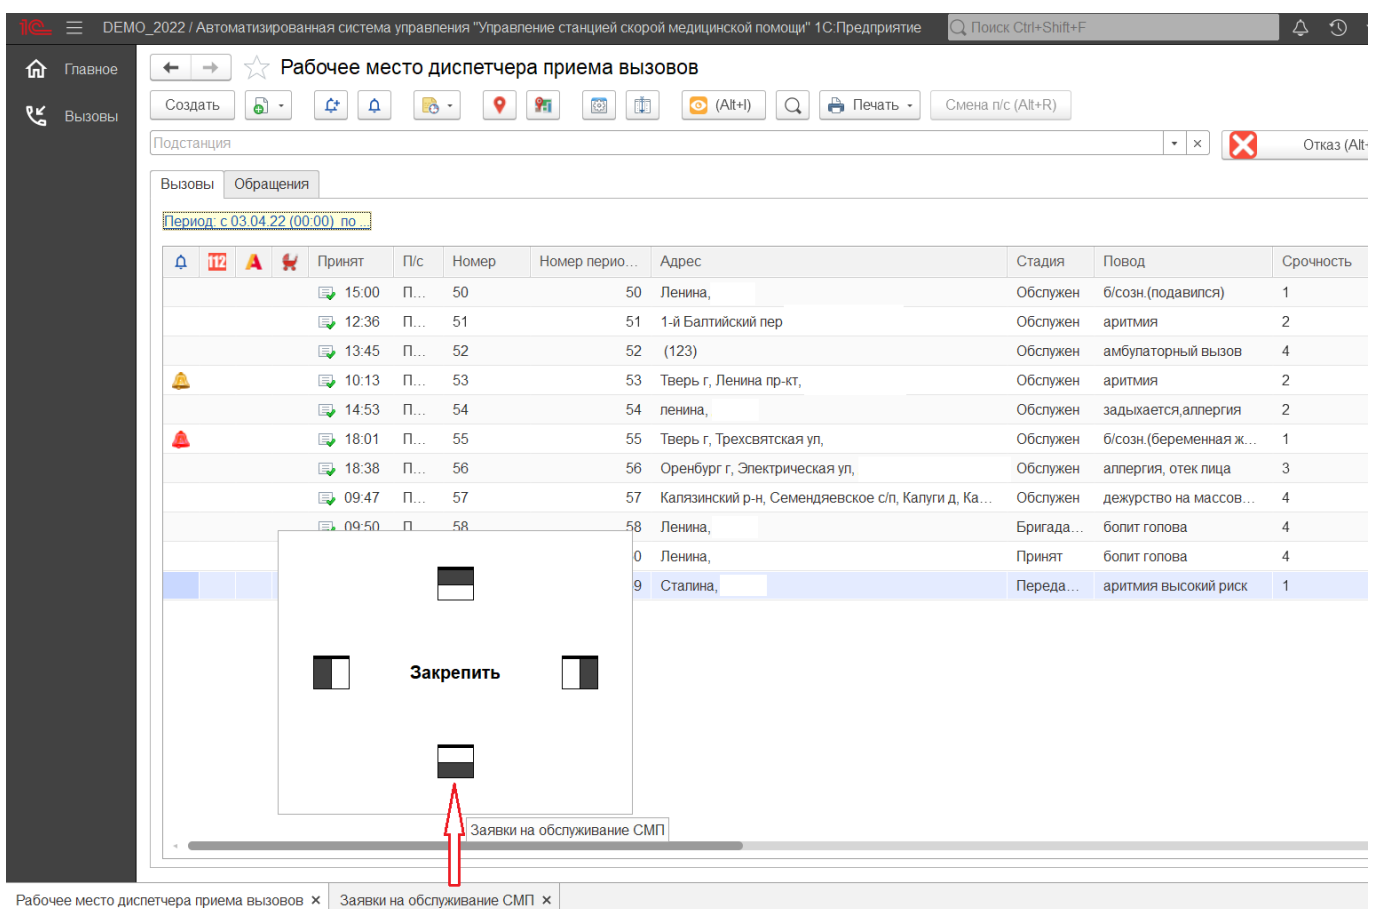 1С DEMO_2022 / Автоматизированная система управления "Управление станцией скорой медицинской помощи" 1С:Предприятие Поиск Ctrl+Shift+F
Главное
Вызовы
Рабочее место диспетчера приема вызовов
Создать (Alt+I) Печать Смена п/с (Alt+R)
Подстанция Отказ (Alt+
Вызовы Обращения
Период: с 03.04.22 (00:00) по ...
112 А Принят П/с Номер Номер перио... Адрес Стадия Повод Срочность
15:00 П... 50 50 Ленина, Обслужен б/созн.(подавился) 1
12:36 П... 51 51 1-й Балтийский пер Обслужен аритмия 2
13:45 П... 52 52 (123) Обслужен амбулаторный вызов 4
10:13 П... 53 53 Тверь г, Ленина пр-кт, Обслужен аритмия 2
14:53 П... 54 54 ленина, Обслужен задыхается,аллергия 2
18:01 П... 55 55 Тверь г, Трехсвятская ул, Обслужен б/созн.(беременная ж... 1
18:38 П... 56 56 Оренбург г, Электрическая ул, Обслужен аллергия, отек лица 3
09:47 П... 57 57 Калязинский р-н, Семендяевское с/п, Калуги д, Ка... Обслужен дежурство на массов... 4
09:50 П... 58 58 Ленина, Бригада... болит голова 4
0 Ленина, Принят болит голова 4
9 Сталина, Переда... аритмия высокий риск 1
Закрепить
Заявки на обслуживание СМП
Рабочее место диспетчера приема вызовов × Заявки на обслуживание СМП ×